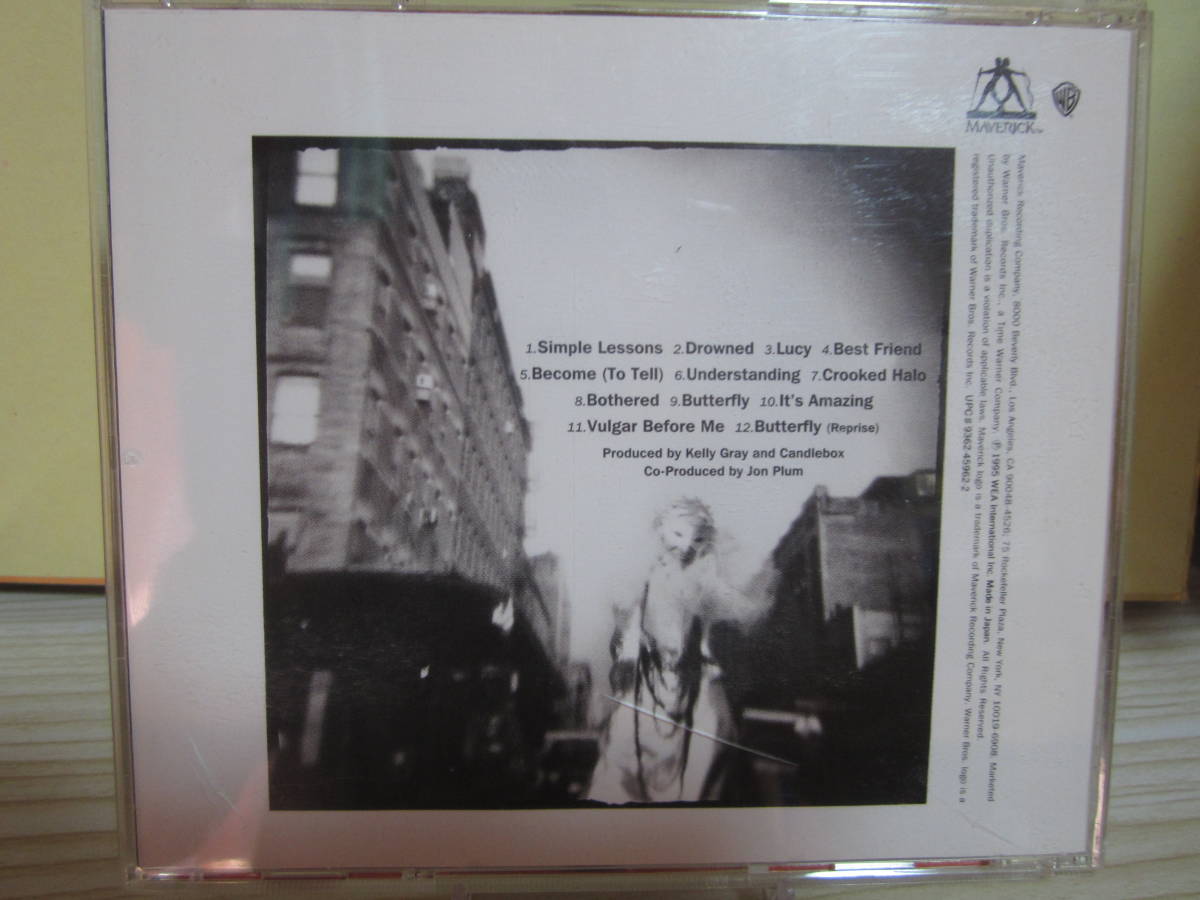 MAVERICK™
WB
1.Simple Lessons 2.Drowned 3.Lucy 4.Best Friend
5.Become (To Tell) 6.Understanding 7.Crooked Halo
8.Bothered 9.Butterfly 10.It's Amazing
11.Vulgar Before Me 12.Butterfly (Reprise)
Produced by Kelly Gray and Candlebox
Co-Produced by Jon Plum
Maverick Recording Company, 8000 Beverly Blvd., Los Angeles, CA 90048-4526; 75 Rockefeller Plaza, New York, NY 10019-6908. Marketed
by Warner Bros. Records Inc., a Time Warner Company. ℗ 1995 WEA International Inc. Made in Japan. All Rights Reserved.
Unauthorized duplication is a violation of applicable laws. Maverick logo is a trademark of Maverick Recording Company. Warner Bros. logo is a
registered trademark of Warner Bros. Records Inc. UPC # 9362-45962-2